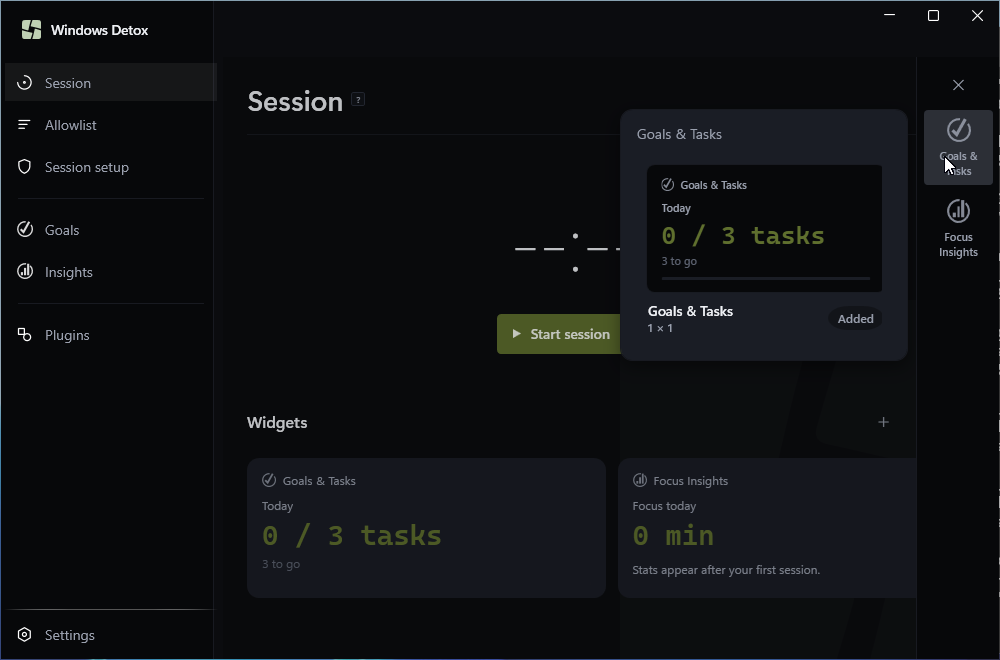 Windows Detox
Session
Allowlist
Session setup
Goals
Insights
Plugins
Settings
Session ?
Start session
Widgets
Goals & Tasks
Today
0 / 3 tasks
3 to go
Focus Insights
Focus today
0 min
Stats appear after your first session.
Goals & Tasks
Goals & Tasks
Today
0 / 3 tasks
3 to go
Goals & Tasks
1 × 1
Added
Goals &
Tasks
Focus
Insights